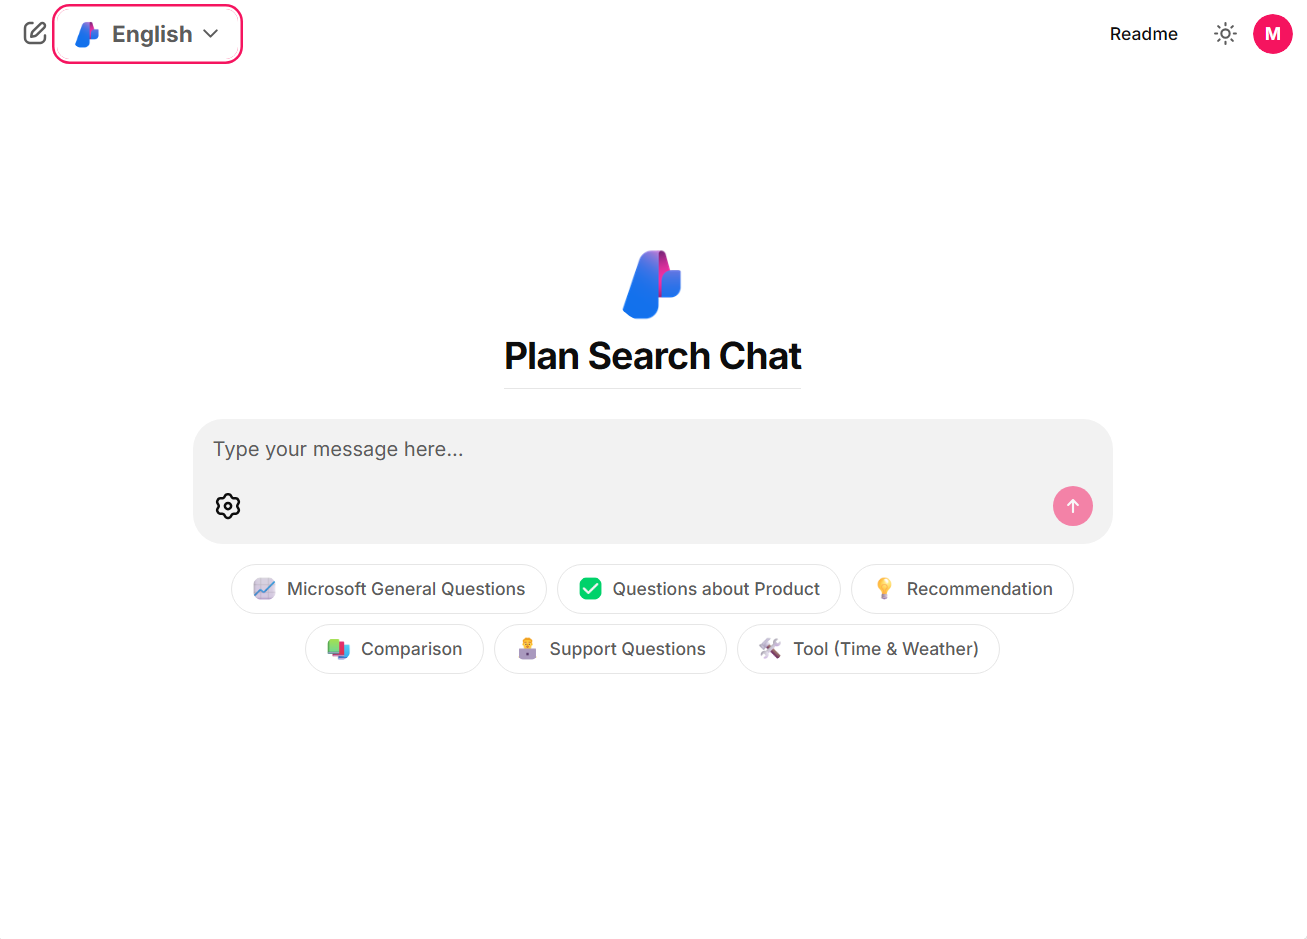 English
Readme
M
Plan Search Chat
Type your message here...
Microsoft General Questions
Questions about Product
Recommendation
Comparison
Support Questions
Tool (Time & Weather)